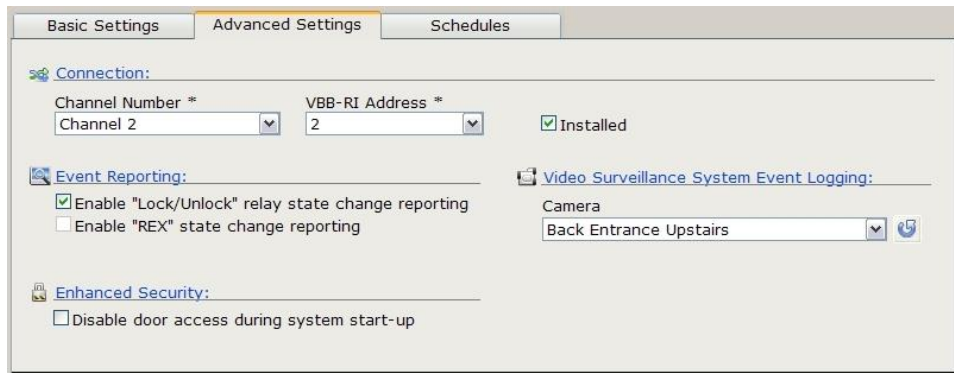 Basic Settings
Advanced Settings
Schedules
Connection:
Channel Number *
VBB-RI Address *
Channel 2
2
Installed
Event Reporting:
Video Surveillance System Event Logging:
Enable "Lock/Unlock" relay state change reporting
Camera
Enable "REX" state change reporting
Back Entrance Upstairs
Enhanced Security:
Disable door access during system start-up